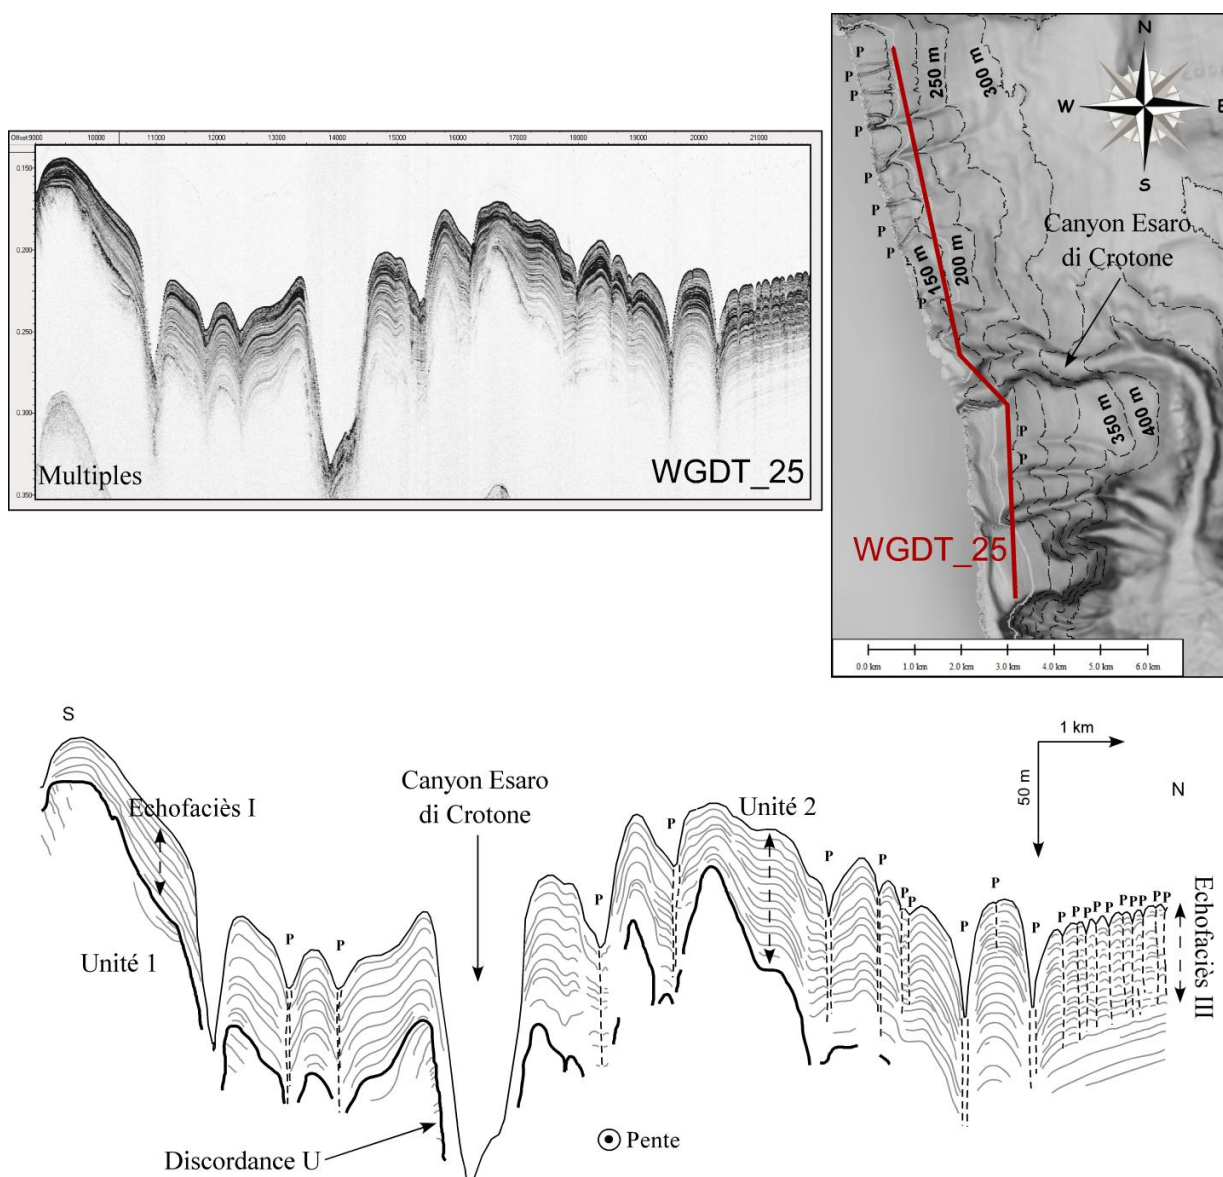 Offset:9000 10000 11000 12000 13000 14000 15000 16000 17000 18000 19000 20000 21000
0.150
0.200
0.250
0.300
0.350
Multiples
WGDT_25
N
W
E
S
P
P
P
P
P
P
P
P
P
250 m
300 m
Canyon Esaro
di Crotone
150 m
200 m
350 m
400 m
P
P
WGDT_25
0.0 km 1.0 km 2.0 km 3.0 km 4.0 km 5.0 km 6.0 km
S
1 km
50 m
N
Echofaciès I
Canyon Esaro
di Crotone
Unité 2
P
P
P
P
P
P
P
P
P
P
P
P P P P P P P P P P
Echofaciès III
Unité 1
Discordance U
Pente